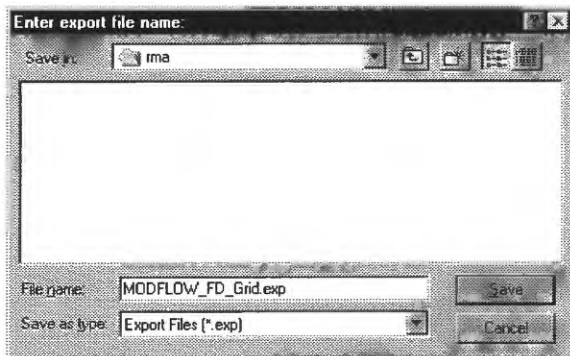 Enter export file name:
Save in: rma
File name: MODFLOW_FD_Grid.exp Save
Save as type: Export Files (*.exp) Cancel